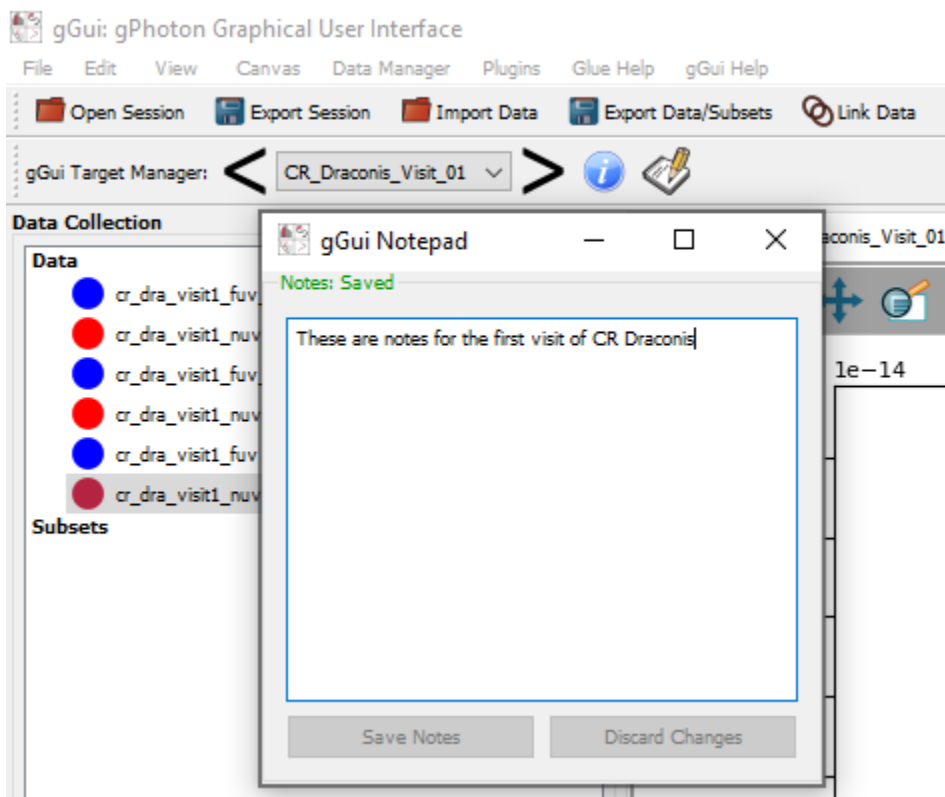 gGui: gPhoton Graphical User Interface
File Edit View Canvas Data Manager Plugins Glue Help gGui Help
Open Session Export Session Import Data Export Data/Subsets Link Data
gGui Target Manager: < CR_Draconis_Visit_01 >
Data Collection
Data
cr_dra_visit1_fuv
cr_dra_visit1_nuv
cr_dra_visit1_fuv
cr_dra_visit1_nuv
cr_dra_visit1_fuv
cr_dra_visit1_nuv
Subsets
gGui Notepad
Notes: Saved
These are notes for the first visit of CR Draconis
Save Notes Discard Changes
aconis_Visit_01
1e−14